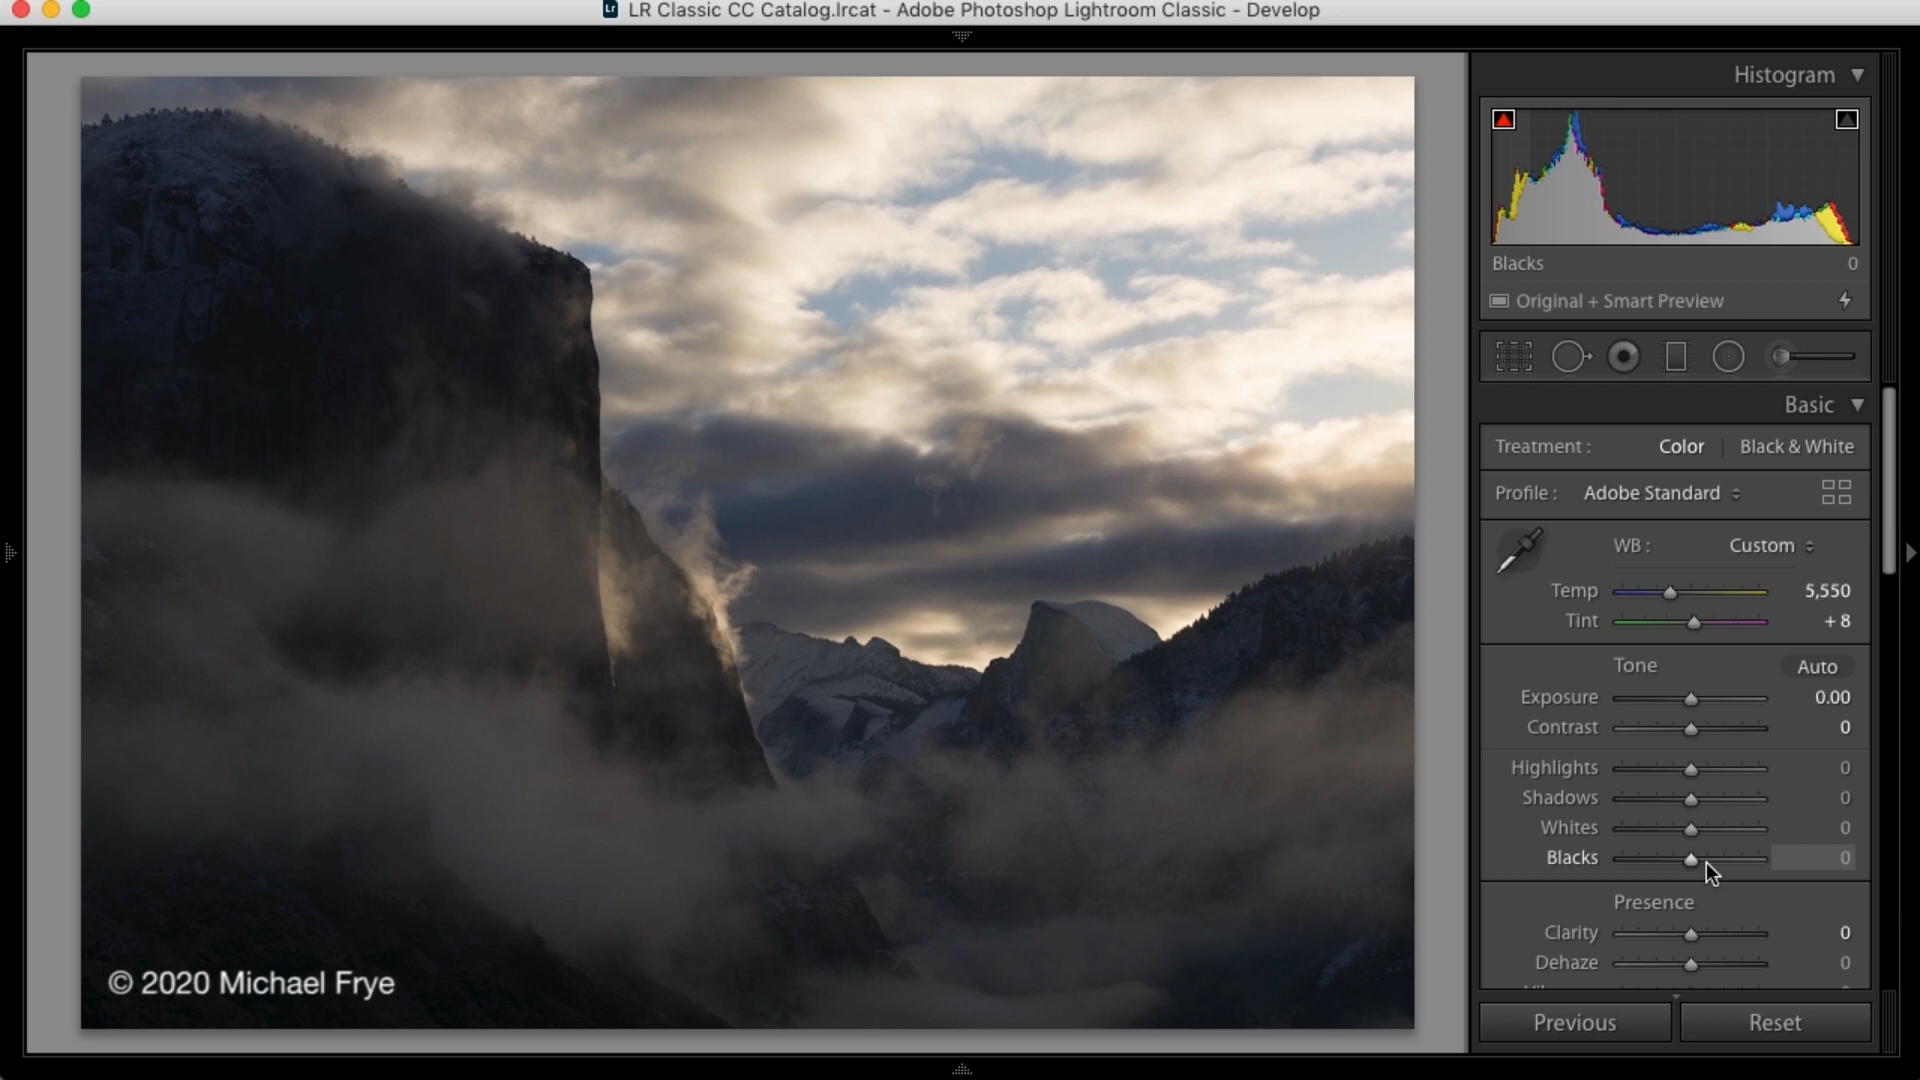 Lr LR Classic CC Catalog.lrcat - Adobe Photoshop Lightroom Classic - Develop
Histogram
Blacks 0
Original + Smart Preview
Basic
Treatment : Color | Black & White
Profile : Adobe Standard
WB : Custom
Temp 5,550
Tint + 8
Tone Auto
Exposure 0.00
Contrast 0
Highlights 0
Shadows 0
Whites 0
Blacks 0
Presence
Clarity 0
Dehaze 0
Previous Reset
© 2020 Michael Frye